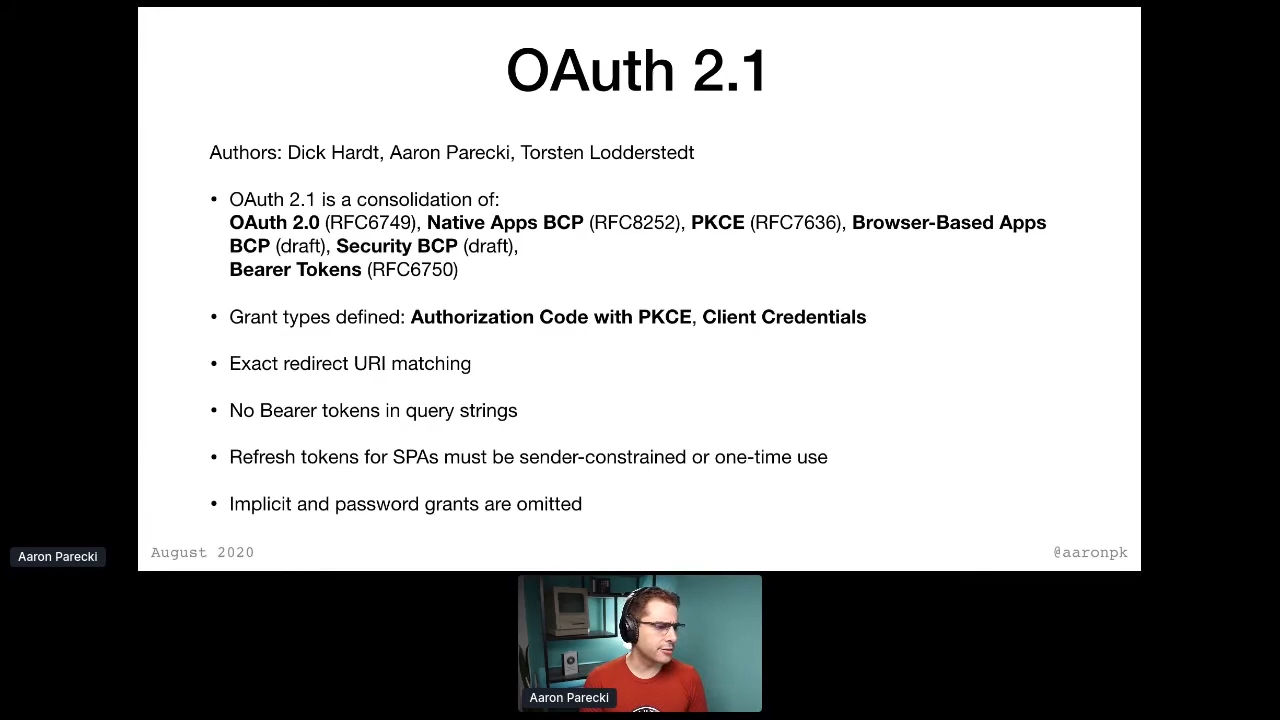 OAuth 2.1
Authors: Dick Hardt, Aaron Parecki, Torsten Lodderstedt
• OAuth 2.1 is a consolidation of:
OAuth 2.0 (RFC6749), Native Apps BCP (RFC8252), PKCE (RFC7636), Browser-Based Apps
BCP (draft), Security BCP (draft),
Bearer Tokens (RFC6750)
• Grant types defined: Authorization Code with PKCE, Client Credentials
• Exact redirect URI matching
• No Bearer tokens in query strings
• Refresh tokens for SPAs must be sender-constrained or one-time use
• Implicit and password grants are omitted
August 2020
@aaronpk
Aaron Parecki
Aaron Parecki